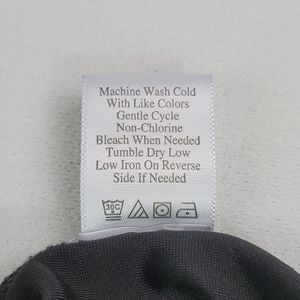 Machine Wash Cold
With Like Colors
Gentle Cycle
Non-Chlorine
Bleach When Needed
Tumble Dry Low
Low Iron On Reverse
Side If Needed
30C